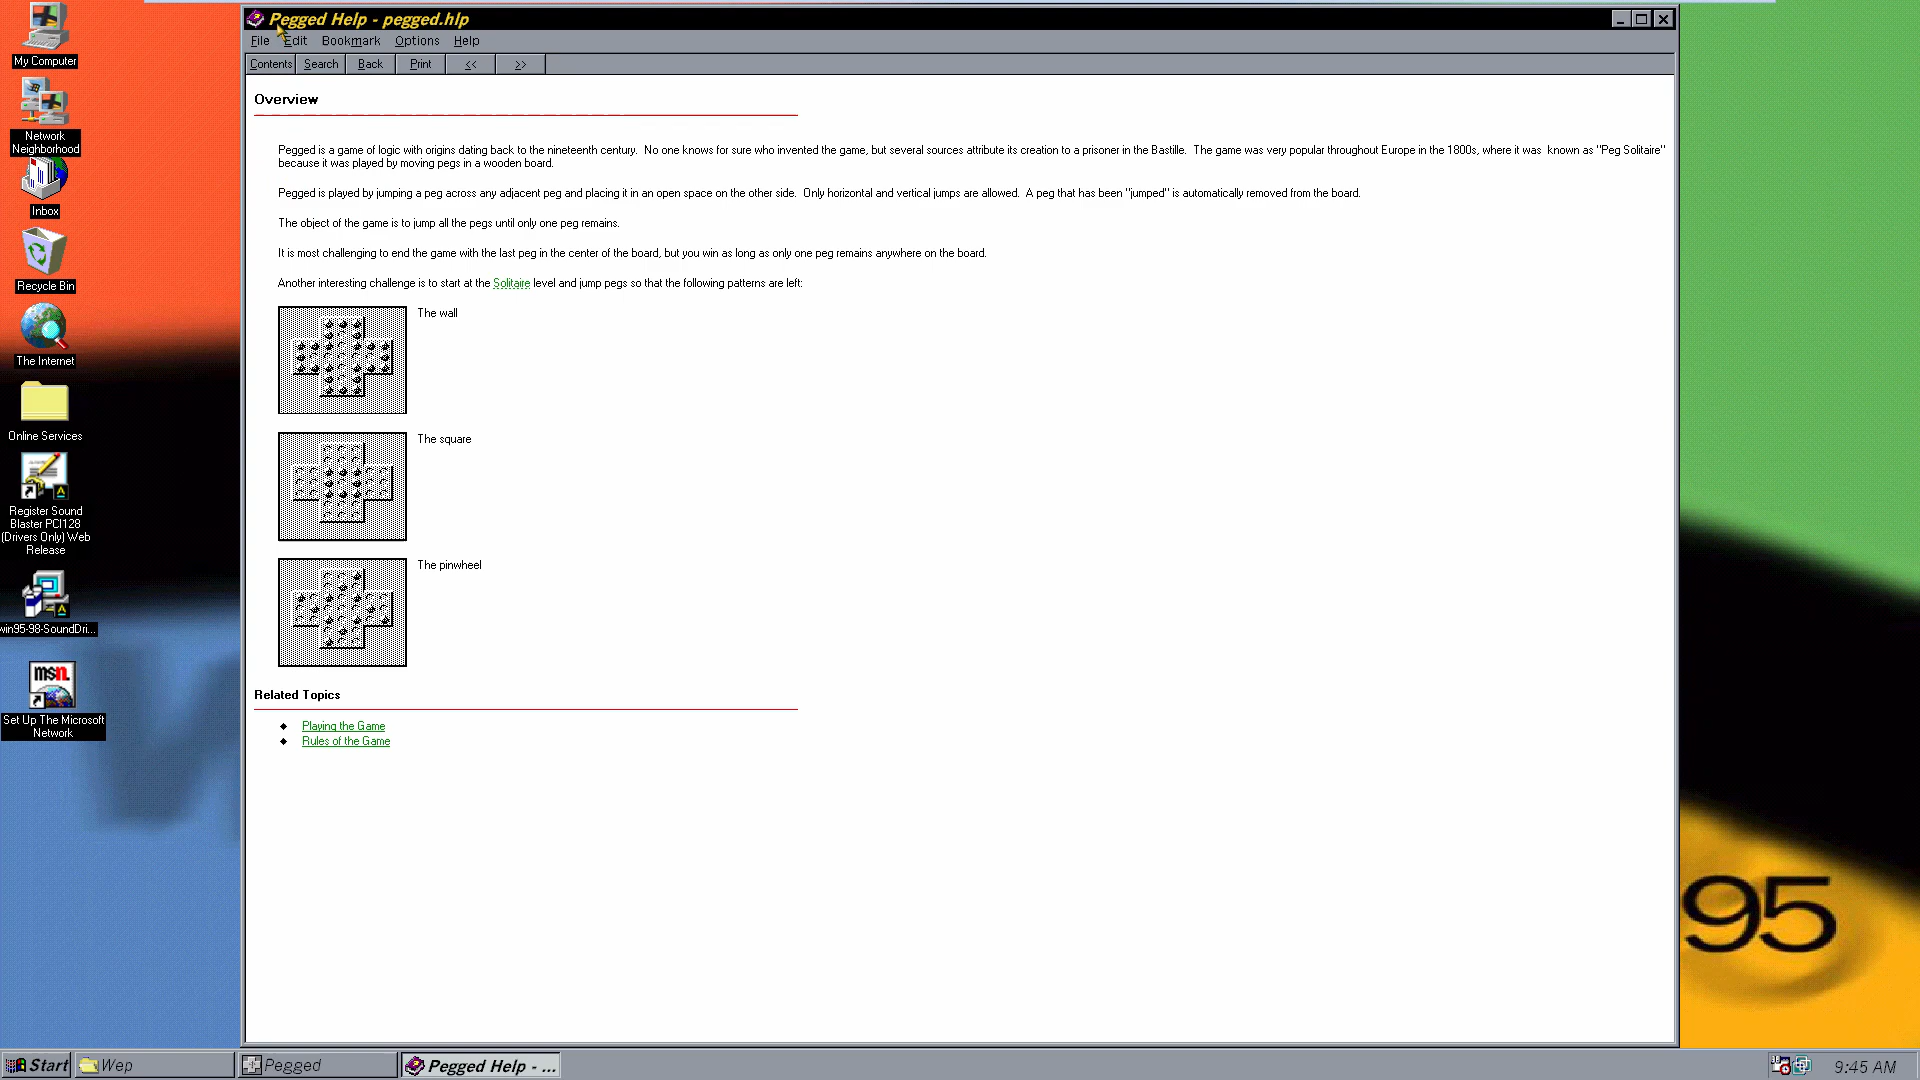 Pegged Help - pegged.hlp
File Edit Bookmark Options Help
Contents Search Back Print << >>
Overview
Pegged is a game of logic with origins dating back to the nineteenth century. No one knows for sure who invented the game, but several sources attribute its creation to a prisoner in the Bastille. The game was very popular throughout Europe in the 1800s, where it was known as "Peg Solitaire"
because it was played by moving pegs in a wooden board.
Pegged is played by jumping a peg across any adjacent peg and placing it in an open space on the other side. Only horizontal and vertical jumps are allowed. A peg that has been "jumped" is automatically removed from the board.
The object of the game is to jump all the pegs until only one peg remains.
It is most challenging to end the game with the last peg in the center of the board, but you win as long as only one peg remains anywhere on the board.
Another interesting challenge is to start at the Solitaire level and jump pegs so that the following patterns are left:
The wall
The square
The pinwheel
Related Topics
Playing the Game
Rules of the Game
My Computer
Network
Neighborhood
Inbox
Recycle Bin
The Internet
Online Services
Register Sound
Blaster PCI128
(Drivers Only) Web
Release
win95-98-SoundDri...
msn.
Set Up The Microsoft
Network
95
Start Wep Pegged Pegged Help - ... 9:45 AM